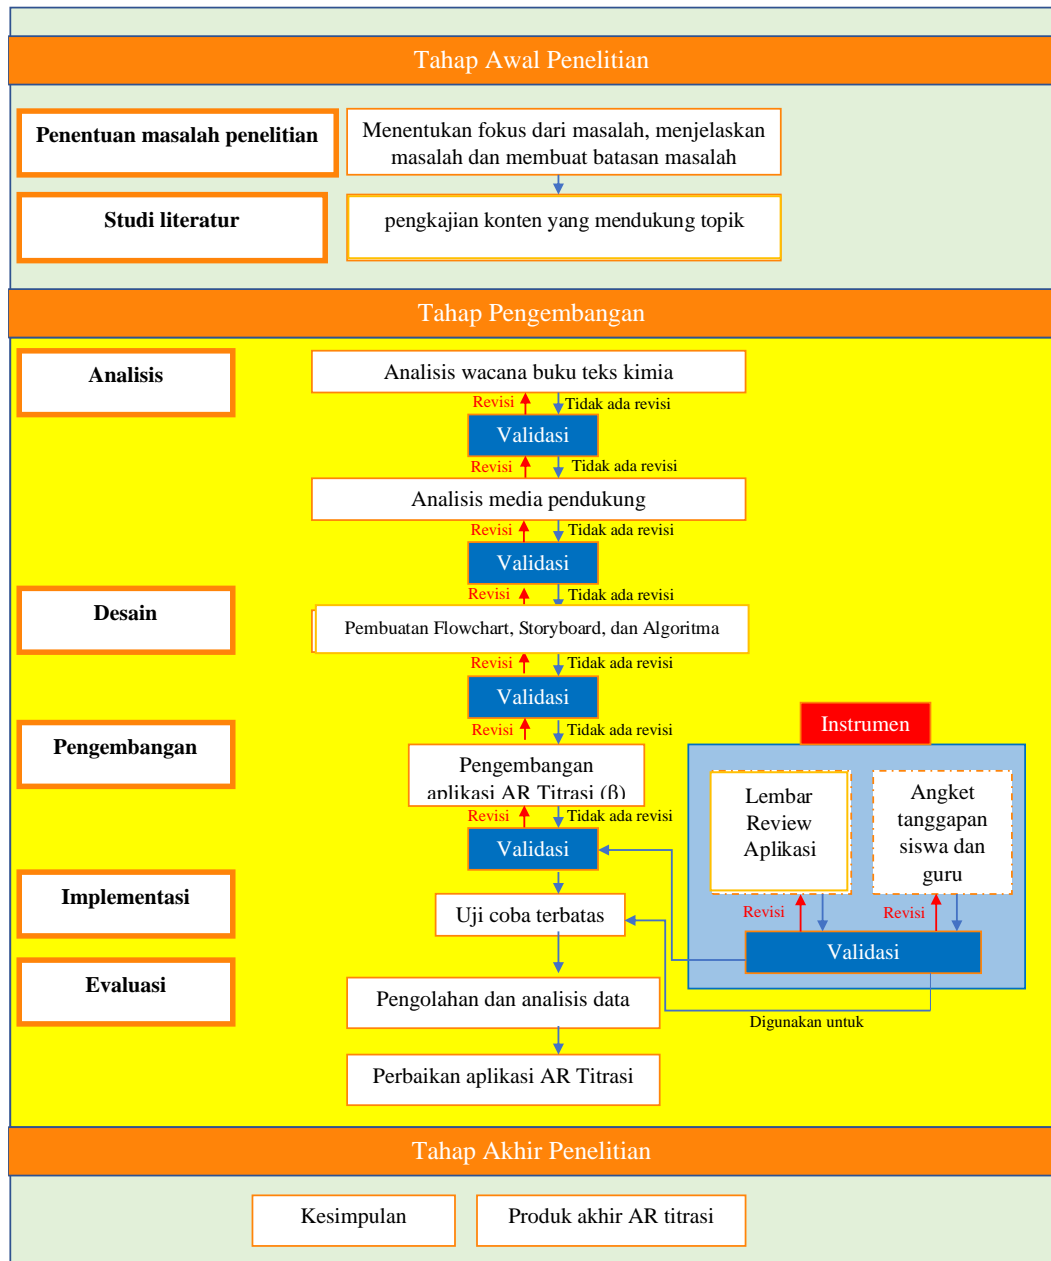 Tahap Awal Penelitian
Penentuan masalah penelitian
Menentukan fokus dari masalah, menjelaskan
masalah dan membuat batasan masalah
Studi literatur
pengkajian konten yang mendukung topik
Tahap Pengembangan
Analisis
Analisis wacana buku teks kimia
Revisi
Tidak ada revisi
Validasi
Revisi
Tidak ada revisi
Analisis media pendukung
Revisi
Tidak ada revisi
Validasi
Revisi
Tidak ada revisi
Desain
Pembuatan Flowchart, Storyboard, dan Algoritma
Revisi
Tidak ada revisi
Validasi
Revisi
Tidak ada revisi
Pengembangan
Pengembangan
aplikasi AR Titrasi (β)
Revisi
Tidak ada revisi
Validasi
Instrumen
Lembar
Review
Aplikasi
Angket
tanggapan
siswa dan
guru
Revisi
Revisi
Validasi
Digunakan untuk
Implementasi
Uji coba terbatas
Evaluasi
Pengolahan dan analisis data
Perbaikan aplikasi AR Titrasi
Tahap Akhir Penelitian
Kesimpulan
Produk akhir AR titrasi